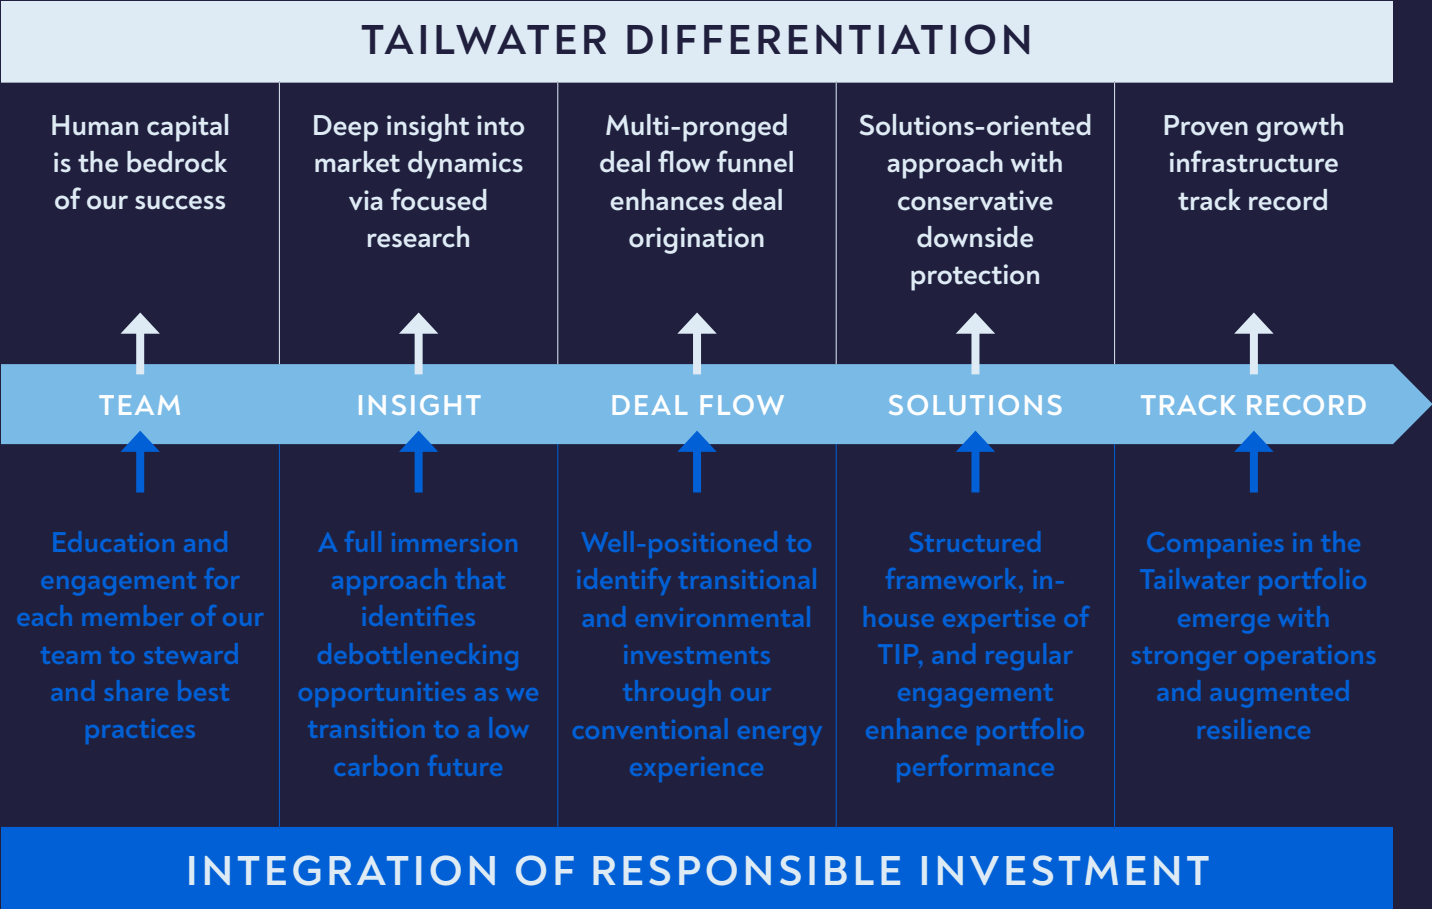 TAILWATER DIFFERENTIATION
Human capital
is the bedrock
of our success
Deep insight into
market dynamics
via focused
research
Multi-pronged
deal flow funnel
enhances deal
origination
Solutions-oriented
approach with
conservative
downside
protection
Proven growth
infrastructure
track record
TEAM
INSIGHT
DEAL FLOW
SOLUTIONS
TRACK RECORD
Education and
engagement for
each member of our
team to steward
and share best
practices
A full immersion
approach that
identifies
debottlenecking
opportunities as we
transition to a low
carbon future
Well-positioned to
identify transitional
and environmental
investments
through our
conventional energy
experience
Structured
framework, in-
house expertise of
TIP, and regular
engagement
enhance portfolio
performance
Companies in the
Tailwater portfolio
emerge with
stronger operations
and augmented
resilience
INTEGRATION OF RESPONSIBLE INVESTMENT